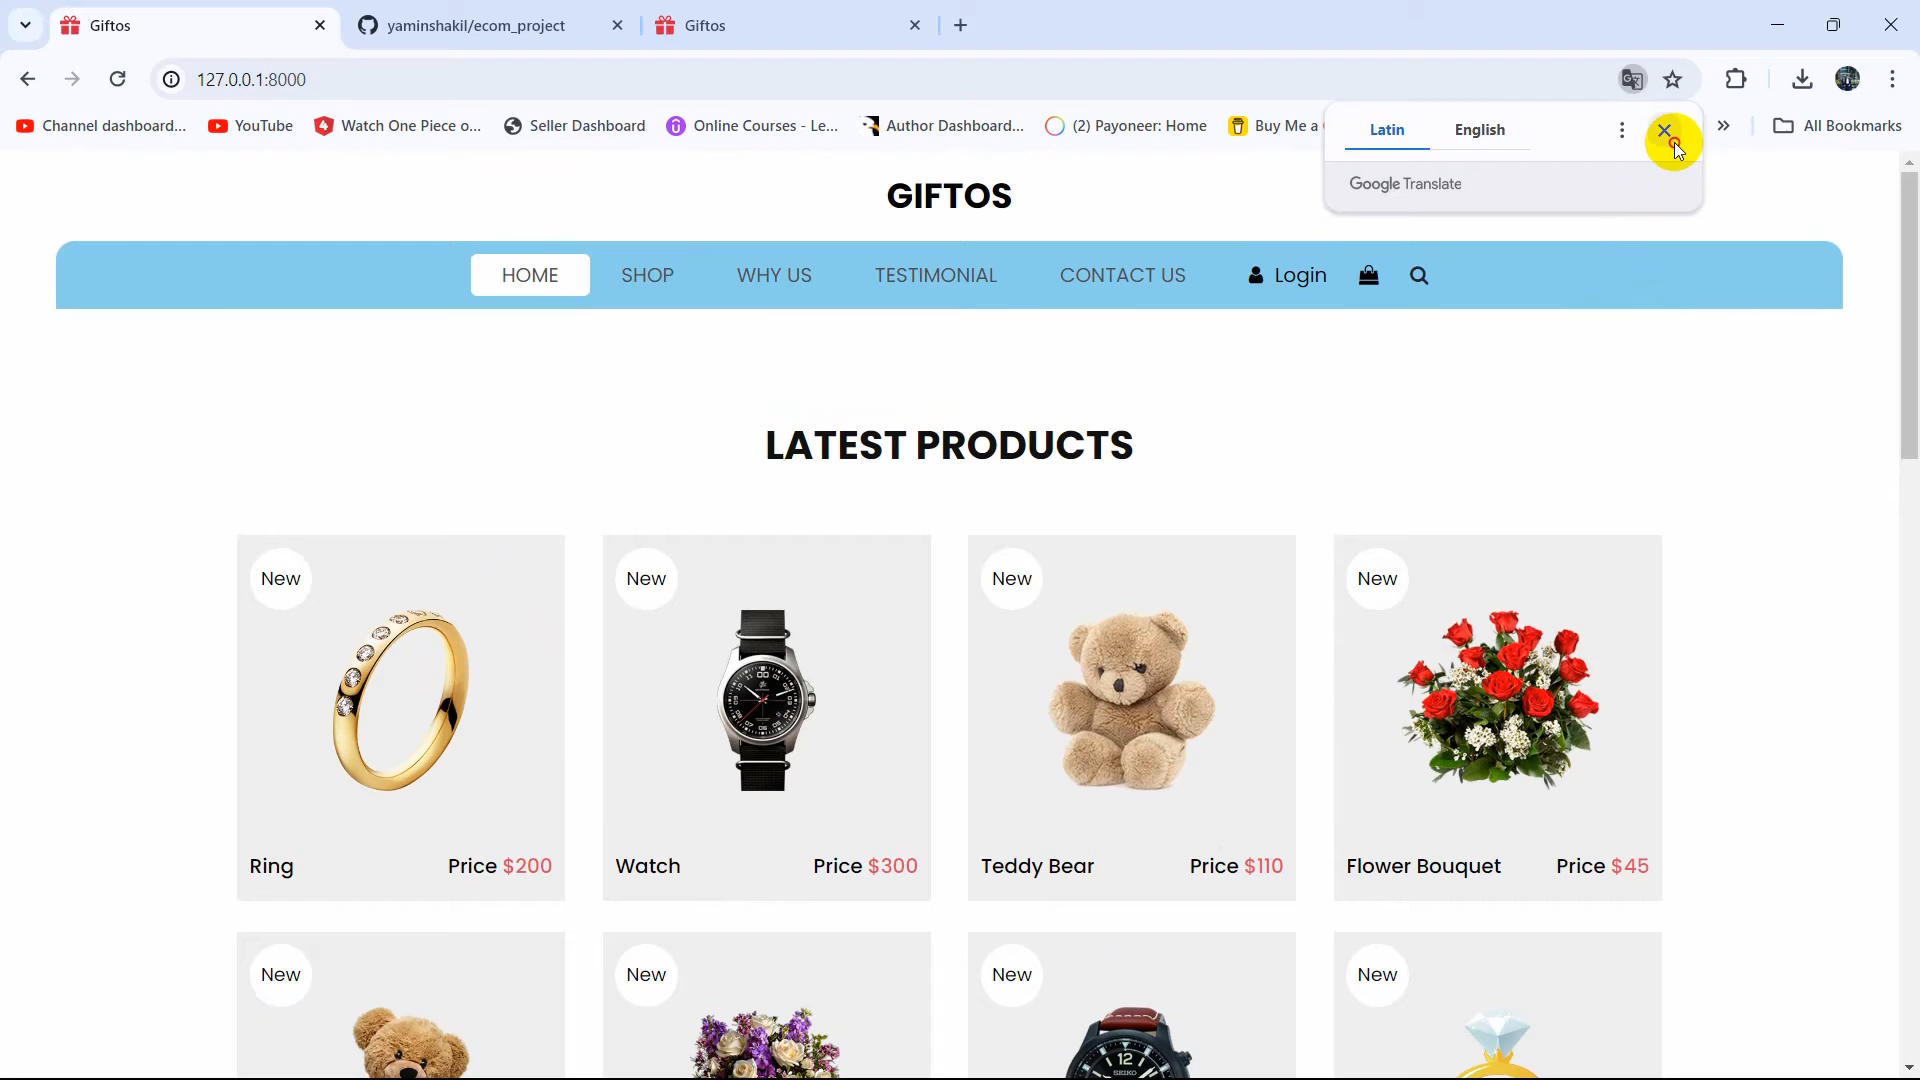 Giftos
yaminshakil/ecom_project
Giftos
127.0.0.1:8000
Channel dashboard...
YouTube
Watch One Piece o...
Seller Dashboard
Online Courses - Le...
Author Dashboard...
(2) Payoneer: Home
Buy Me a
All Bookmarks
Latin
English
Google Translate
GIFTOS
HOME
SHOP
WHY US
TESTIMONIAL
CONTACT US
Login
LATEST PRODUCTS
New
New
New
New
Ring
Price $200
Watch
Price $300
Teddy Bear
Price $110
Flower Bouquet
Price $45
New
New
New
New
SEIKO